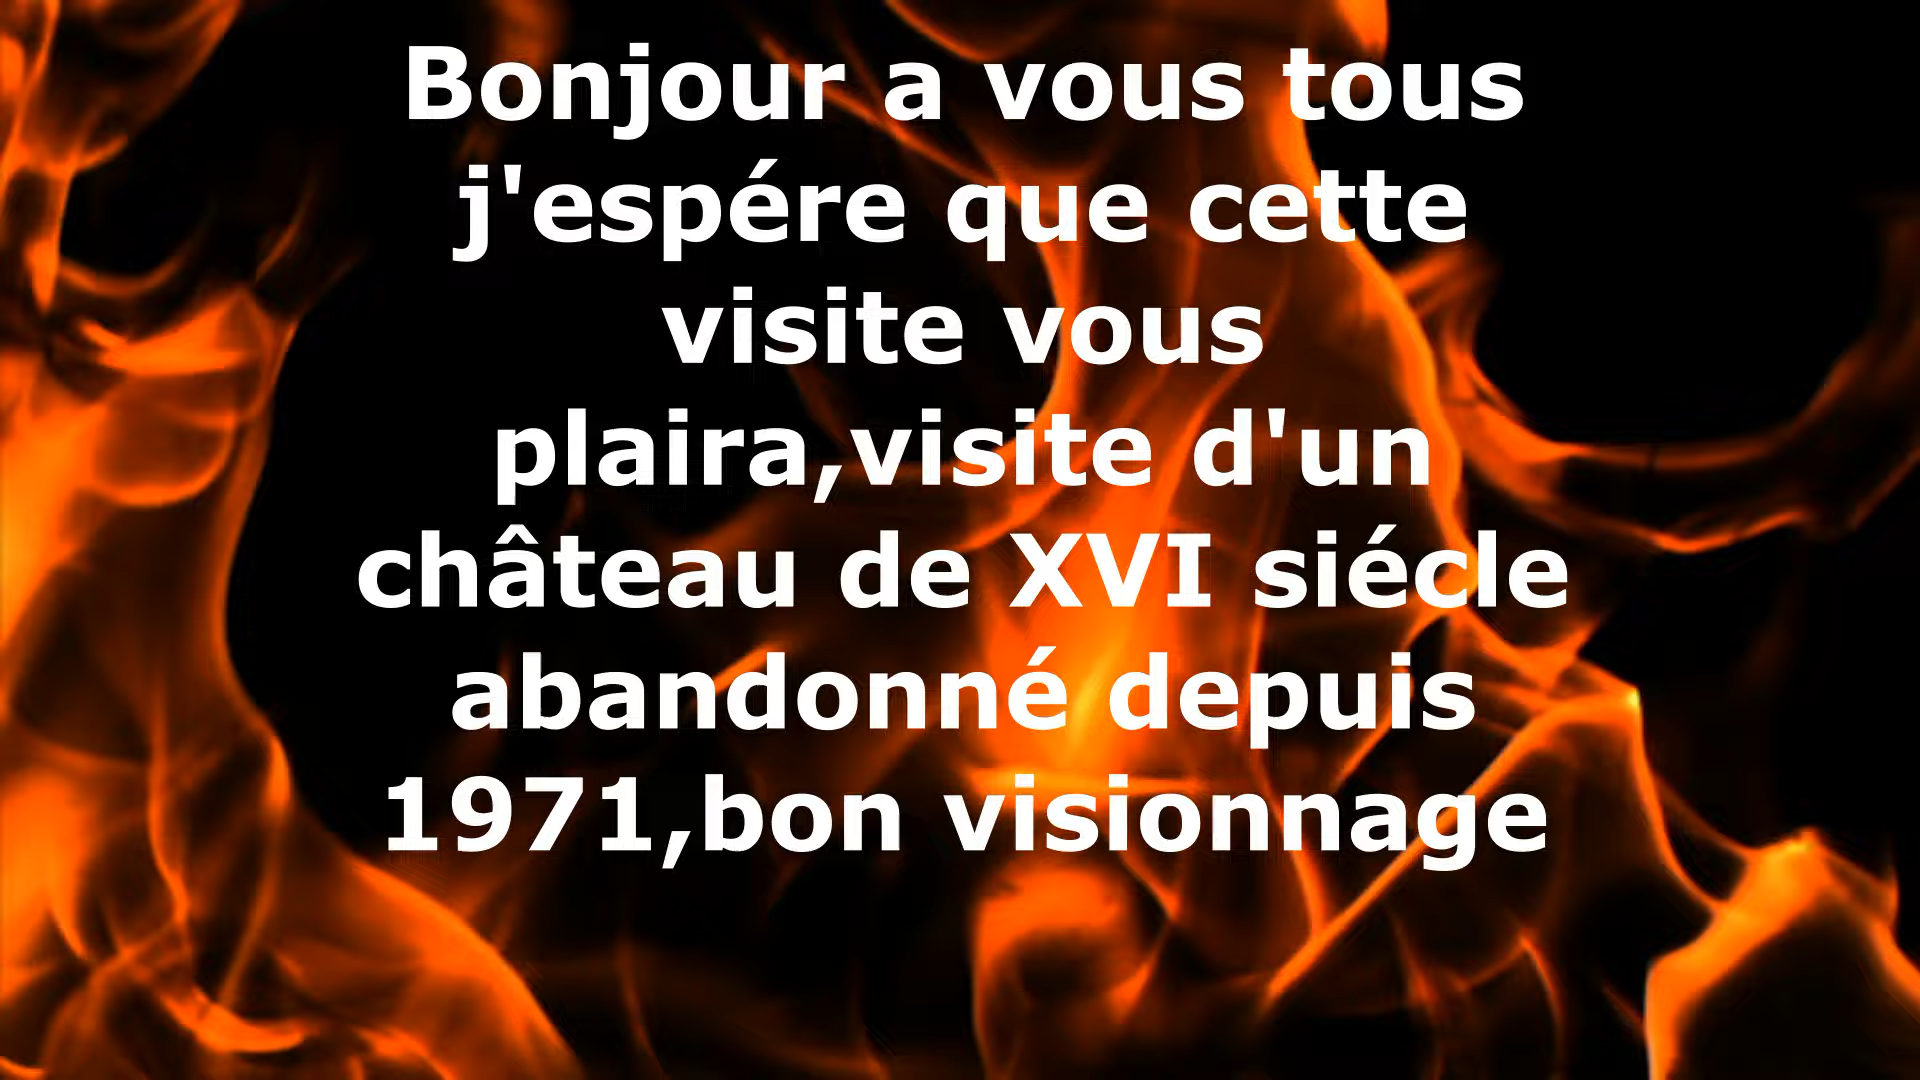 Bonjour a vous tous
j'espére que cette
visite vous
plaira,visite d'un
château de XVI siécle
abandonné depuis
1971,bon visionnage